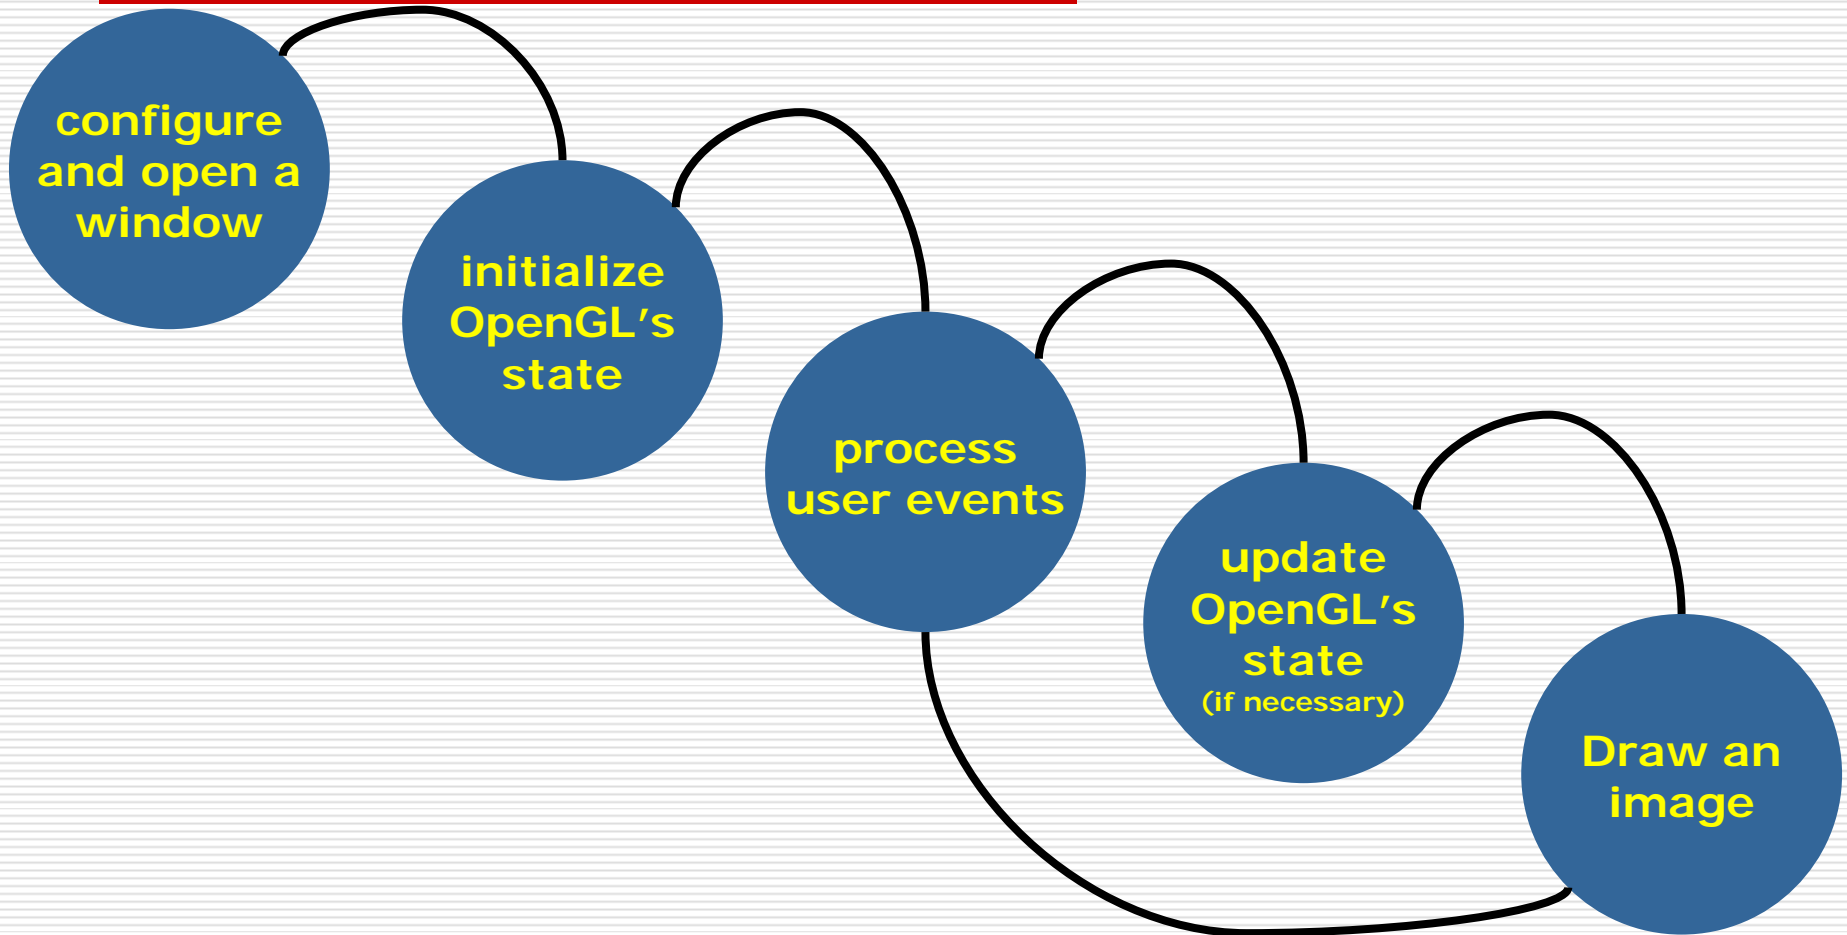 configure
and open a
window
initialize
OpenGL’s
state
process
user events
update
OpenGL’s
state
(if necessary)
Draw an
image